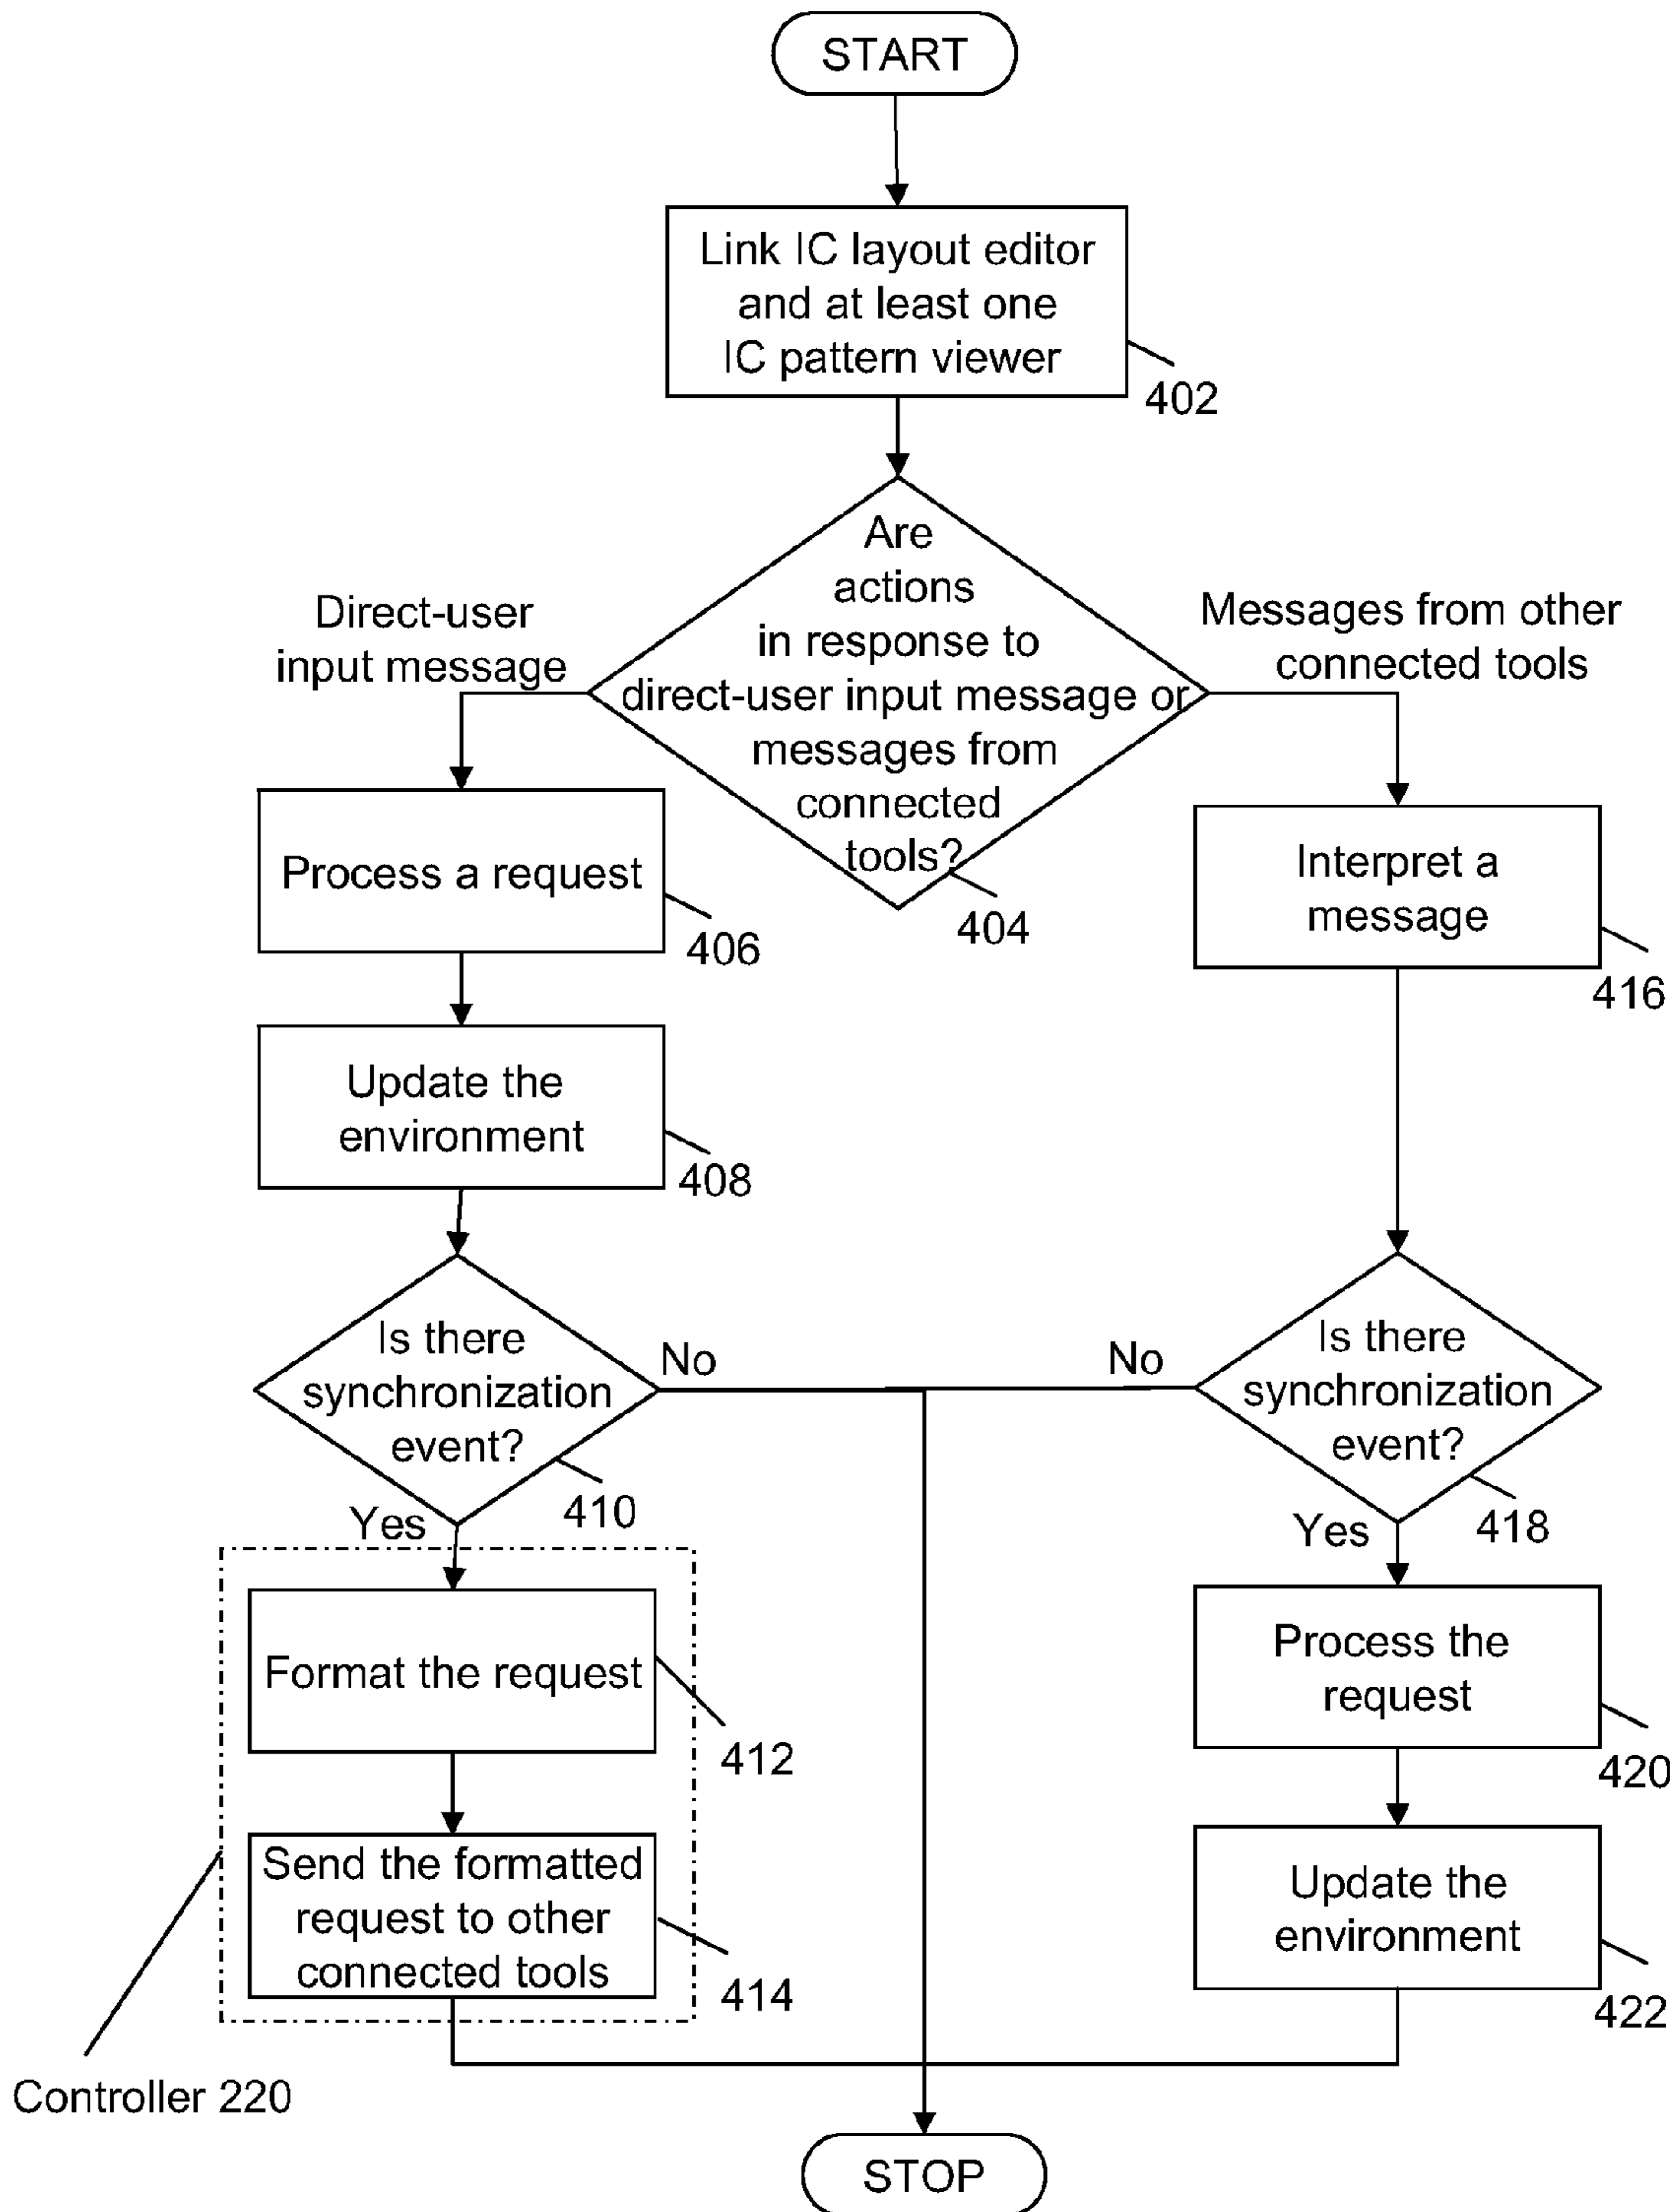 START
Link IC layout editor
and at least one
IC pattern viewer
402
Are
actions
in response to
direct-user input message or
messages from
connected
tools?
404
Direct-user
input message
Messages from other
connected tools
Process a request
406
Interpret a
message
416
Update the
environment
408
Is there
synchronization
event?
410
No
Yes
Is there
synchronization
event?
418
No
Yes
Format the request
412
Send the formatted
request to other
connected tools
414
Controller 220
Process the
request
420
Update the
environment
422
STOP